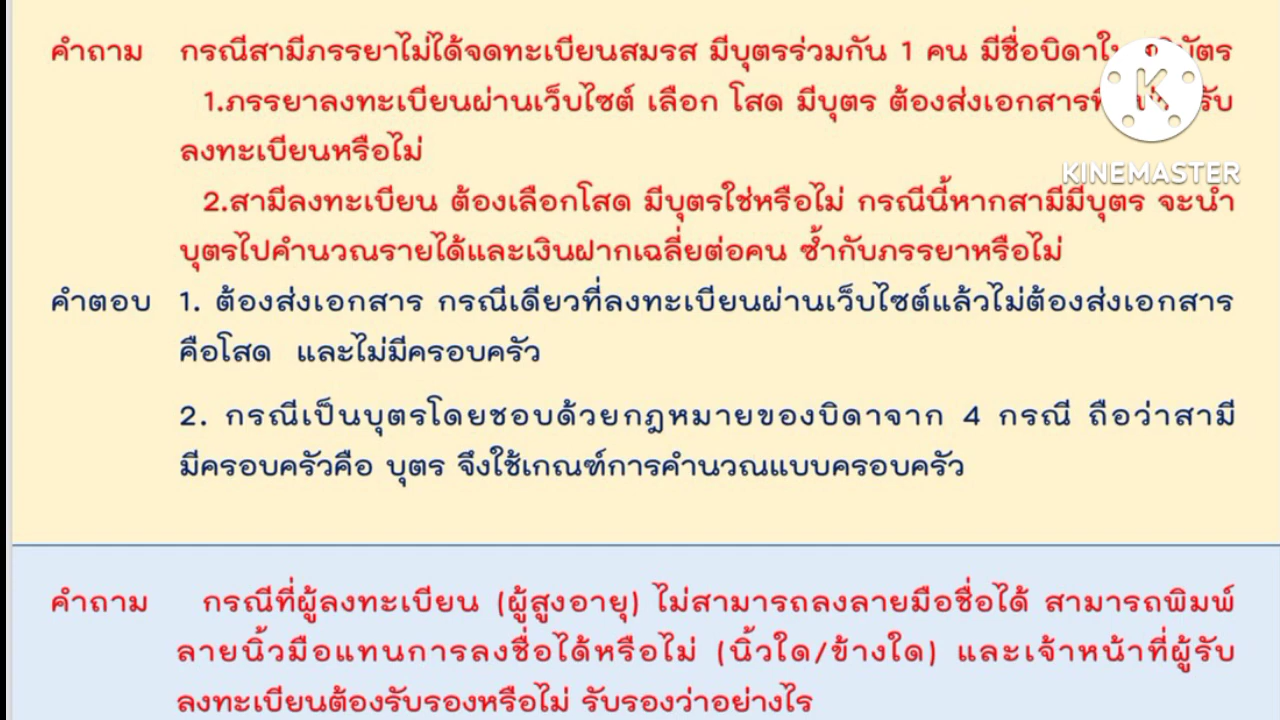 คำถาม กรณีสามีภรรยาไม่ได้จดทะเบียนสมรส มีบุตรร่วมกัน 1 คน มีชื่อบิดาใน
1.ภรรยาลงทะเบียนผ่านเว็บไซต์ เลือก โสด มีบุตร ต้องส่งเอกสาร
ลงทะเบียนหรือไม่
KINEMASTER
2.สามีลงทะเบียน ต้องเลือกโสด มีบุตรใช่หรือไม่ กรณีนี้หากสามีมีบุตร จะนำ
บุตรไปคำนวณรายได้และเงินฝากเฉลี่ยต่อคน ซ้ำกับภรรยาหรือไม่
คำตอบ 1. ต้องส่งเอกสาร กรณีเดียวที่ลงทะเบียนผ่านเว็บไซต์แล้วไม่ต้องส่งเอกสาร
คือโสด และไม่มีครอบครัว
2. กรณีเป็นบุตรโดยชอบด้วยกฎหมายของบิดาจาก 4 กรณี ถือว่าสามี
มีครอบครัวคือ บุตร จึงใช้เกณฑ์การคำนวณแบบครอบครัว
คำถาม กรณีที่ผู้ลงทะเบียน (ผู้สูงอายุ) ไม่สามารถลงลายมือชื่อได้ สามารถพิมพ์
ลายนิ้วมือแทนการลงชื่อได้หรือไม่ (นิ้วใด/ข้างใด) และเจ้าหน้าที่ผู้รับ
ลงทะเบียนต้องรับรองหรือไม่ รับรองว่าอย่างไร